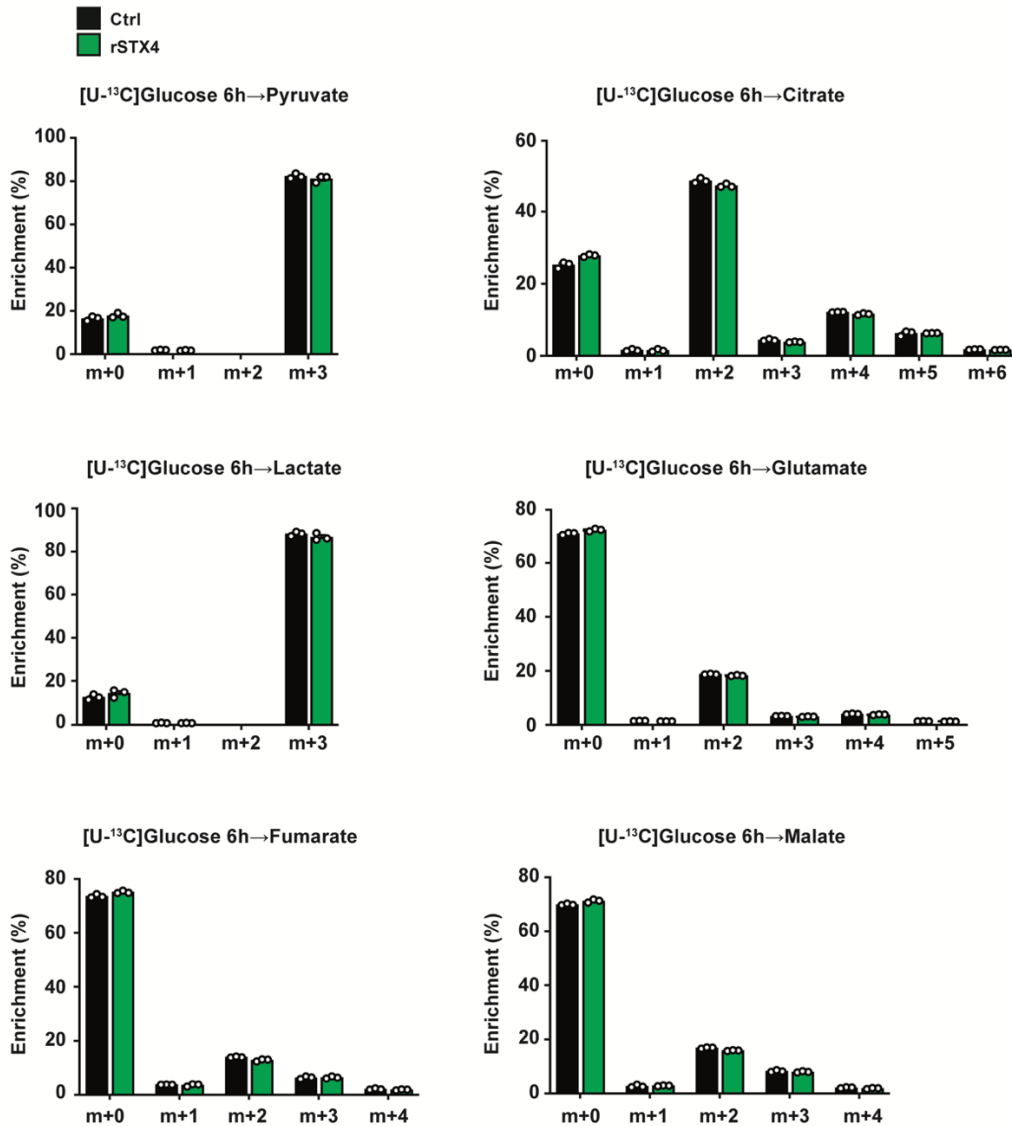 Ctrl
rSTX4
[U-¹³C]Glucose 6h→Pyruvate
Enrichment (%)
100
80
60
40
20
0
m+0 m+1 m+2 m+3
[U-¹³C]Glucose 6h→Citrate
Enrichment (%)
60
40
20
0
m+0 m+1 m+2 m+3 m+4 m+5 m+6
[U-¹³C]Glucose 6h→Lactate
Enrichment (%)
100
80
60
40
20
0
m+0 m+1 m+2 m+3
[U-¹³C]Glucose 6h→Glutamate
Enrichment (%)
80
60
40
20
0
m+0 m+1 m+2 m+3 m+4 m+5
[U-¹³C]Glucose 6h→Fumarate
Enrichment (%)
80
60
40
20
0
m+0 m+1 m+2 m+3 m+4
[U-¹³C]Glucose 6h→Malate
Enrichment (%)
80
60
40
20
0
m+0 m+1 m+2 m+3 m+4